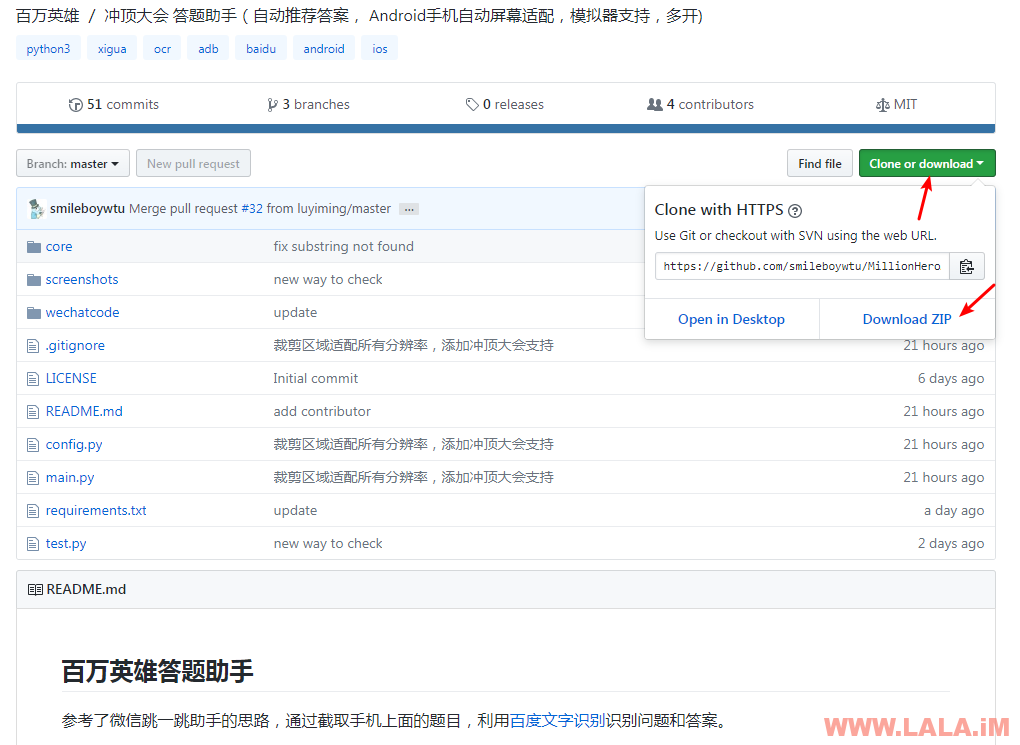 百万英雄 / 冲顶大会 答题助手 ( 自动推荐答案， Android手机自动屏幕适配，模拟器支持，多开)
python3 xigua ocr adb baidu android ios
51 commits 3 branches 0 releases 4 contributors MIT
Branch: master New pull request Find file Clone or download
smileboywtu Merge pull request #32 from luyiming/master ...
Clone with HTTPS ?
Use Git or checkout with SVN using the web URL.
https://github.com/smileboywtu/MillionHero
Open in Desktop Download ZIP
core fix substring not found
screenshots new way to check
wechatcode update
.gitignore 裁剪区域适配所有分辨率，添加冲顶大会支持 21 hours ago
LICENSE Initial commit 6 days ago
README.md add contributor 21 hours ago
config.py 裁剪区域适配所有分辨率，添加冲顶大会支持 21 hours ago
main.py 裁剪区域适配所有分辨率，添加冲顶大会支持 21 hours ago
requirements.txt update a day ago
test.py new way to check 2 days ago
README.md
百万英雄答题助手
参考了微信跳一跳助手的思路，通过截取手机上面的题目，利用百度文字识别识别问题和答案。
WWW.LALA.iM